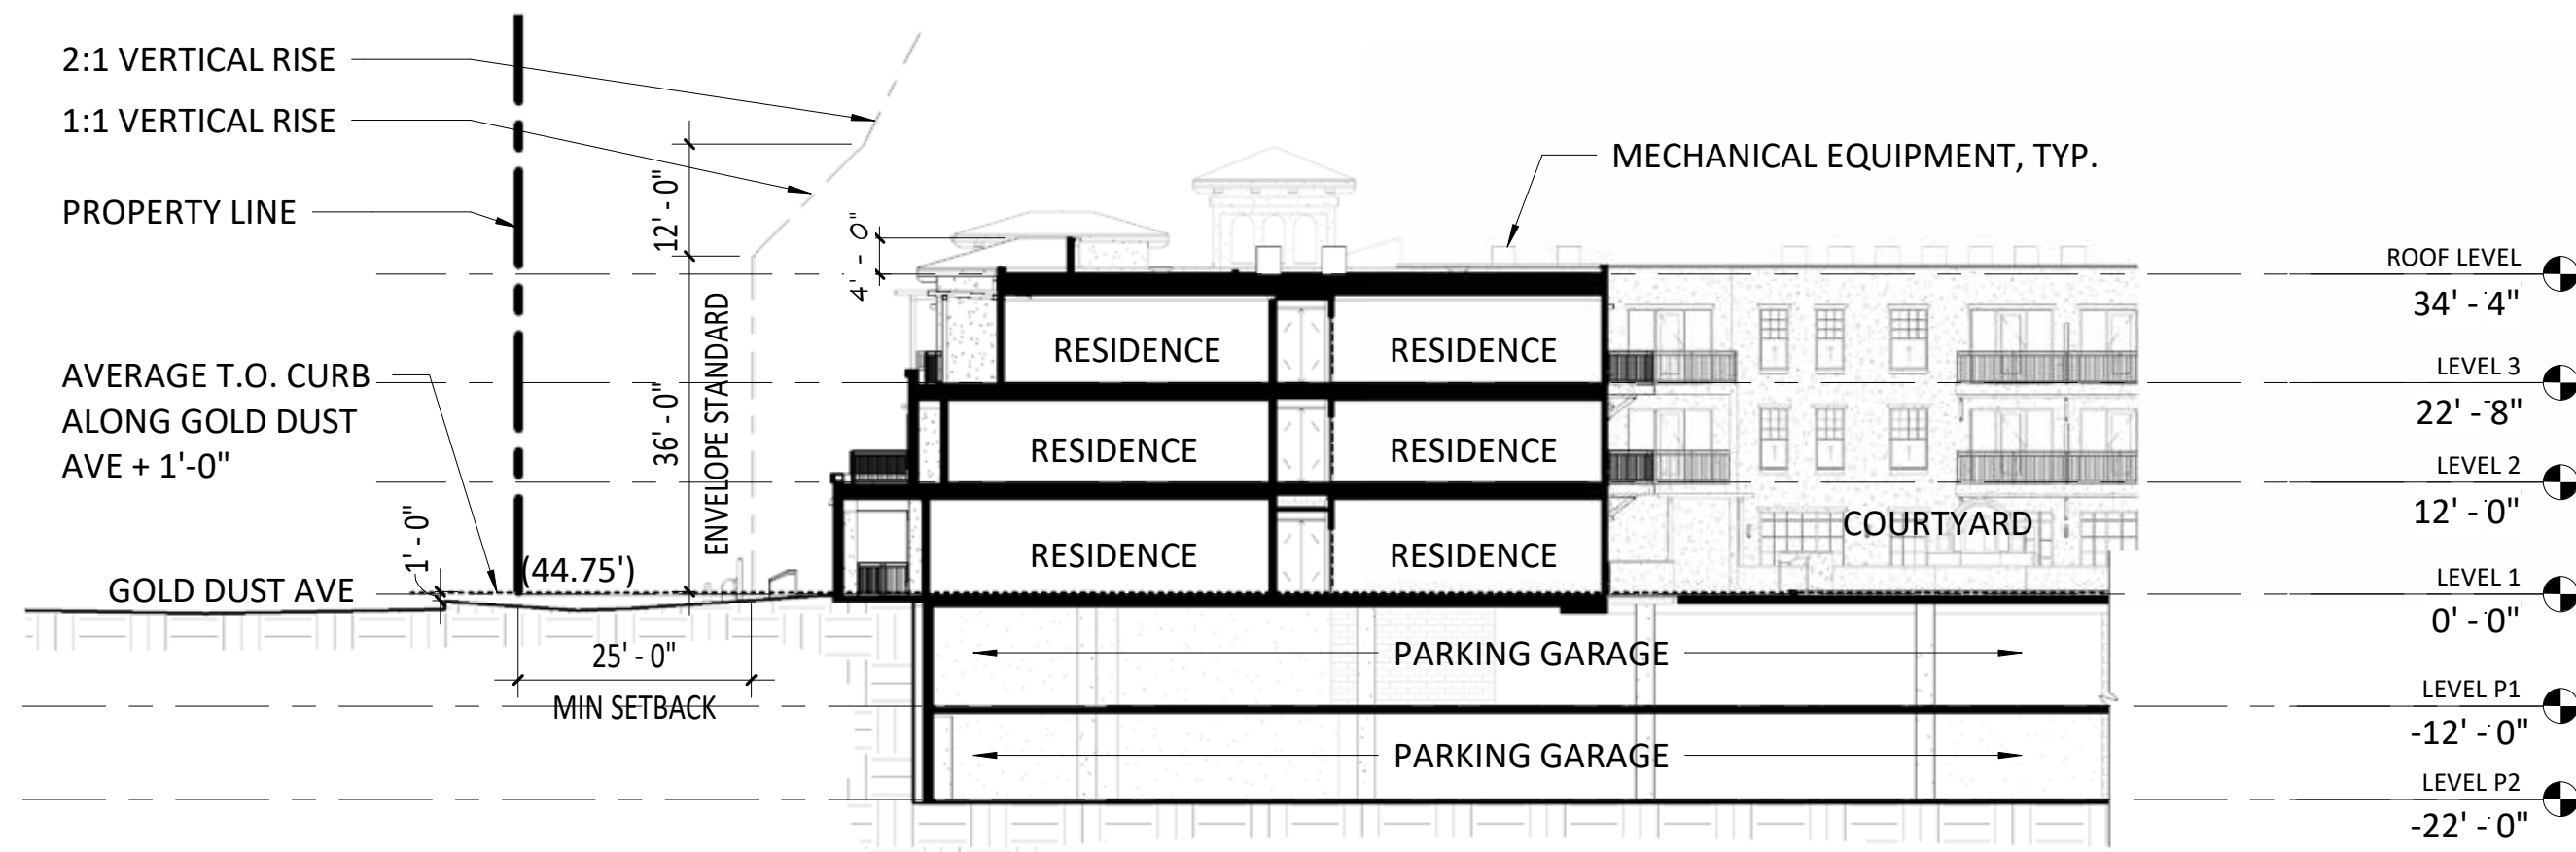 2:1 VERTICAL RISE
1:1 VERTICAL RISE
PROPERTY LINE
AVERAGE T.O. CURB
ALONG GOLD DUST
AVE + 1'-0"
GOLD DUST AVE
1' - 0"
(44.75')
25' - 0"
MIN SETBACK
12' - 0"
36' - 0"
ENVELOPE STANDARD
4' - 0"
MECHANICAL EQUIPMENT, TYP.
RESIDENCE RESIDENCE
RESIDENCE RESIDENCE
RESIDENCE RESIDENCE
COURTYARD
PARKING GARAGE
PARKING GARAGE
ROOF LEVEL
34' - 4"
LEVEL 3
22' - 8"
LEVEL 2
12' - 0"
LEVEL 1
0' - 0"
LEVEL P1
-12' - 0"
LEVEL P2
-22' - 0"